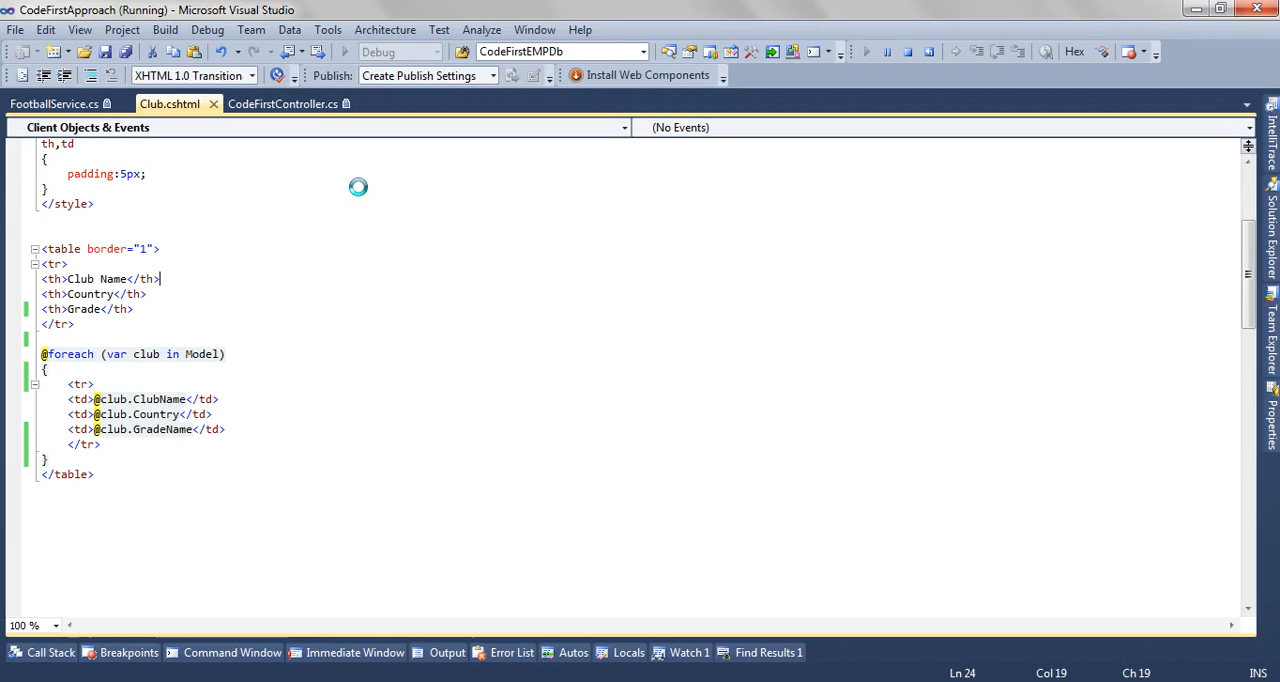 CodeFirstApproach (Running) - Microsoft Visual Studio
File Edit View Project Build Debug Team Data Tools Architecture Test Analyze Window Help
Debug CodeFirstEMPDb Hex
XHTML 1.0 Transition Publish: Create Publish Settings Install Web Components
FootballService.cs Club.cshtml CodeFirstController.cs
Client Objects & Events (No Events)
th,td
{
padding:5px;
}
</style>
<table border="1">
<tr>
<th>Club Name</th>
<th>Country</th>
<th>Grade</th>
</tr>
@foreach (var club in Model)
{
<tr>
<td>@club.ClubName</td>
<td>@club.Country</td>
<td>@club.GradeName</td>
</tr>
}
</table>
IntelliTrace
Solution Explorer
Team Explorer
Properties
100 %
Call Stack Breakpoints Command Window Immediate Window Output Error List Autos Locals Watch 1 Find Results 1
Ln 24 Col 19 Ch 19 INS